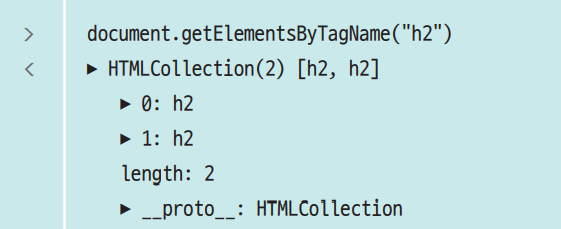 > document.getElementsByTagName("h2")
< ▶ HTMLCollection(2) [h2, h2]
▶ 0: h2
▶ 1: h2
length: 2
▶ __proto__: HTMLCollection